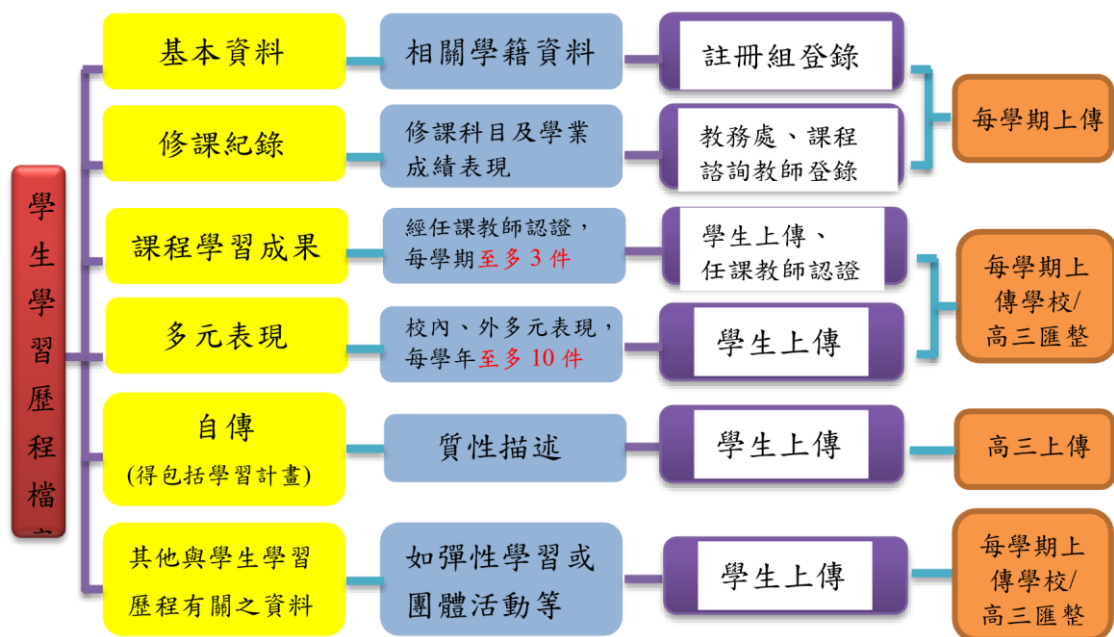 學生學習歷程檔
基本資料
相關學籍資料
註冊組登錄
每學期上傳
修課紀錄
修課科目及學業
成績表現
教務處、課程
諮詢教師登錄
課程學習成果
經任課教師認證，
每學期至多 3 件
學生上傳、
任課教師認證
每學期上
傳學校/
高三匯整
多元表現
校內、外多元表現，
每學年至多 10 件
學生上傳
自傳
(得包括學習計畫)
質性描述
學生上傳
高三上傳
其他與學生學習
歷程有關之資料
如彈性學習或
團體活動等
學生上傳
每學期上
傳學校/
高三匯整